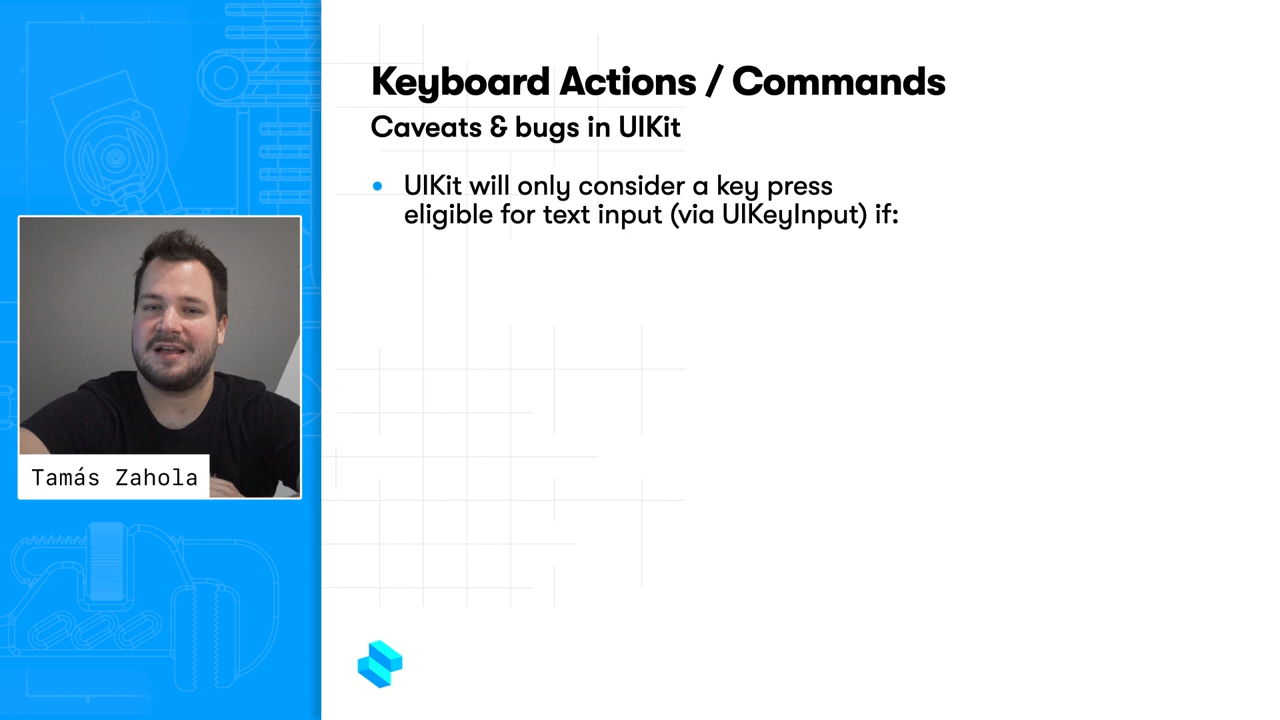 Keyboard Actions / Commands
Caveats & bugs in UIKit
• UIKit will only consider a key press
eligible for text input (via UIKeyInput) if:
Tamás Zahola